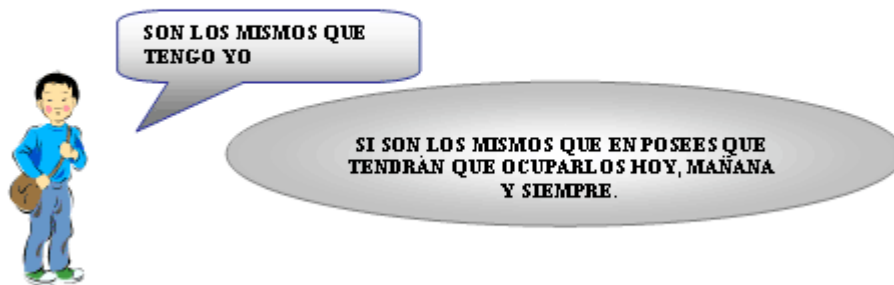 SON LOS MISMOS QUE
TENGO YO
SI SON LOS MISMOS QUE EN POSEES QUE
TENDRÀN QUE OCUPARLOS HOY, MAÑANA
Y SIEMPRE.